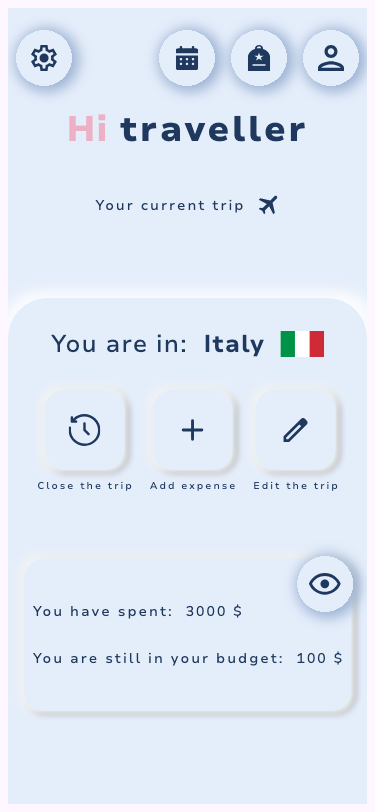 Hi traveller
Your current trip
You are in: Italy
Close the trip
Add expense
Edit the trip
You have spent: 3000 $
You are still in your budget: 100 $